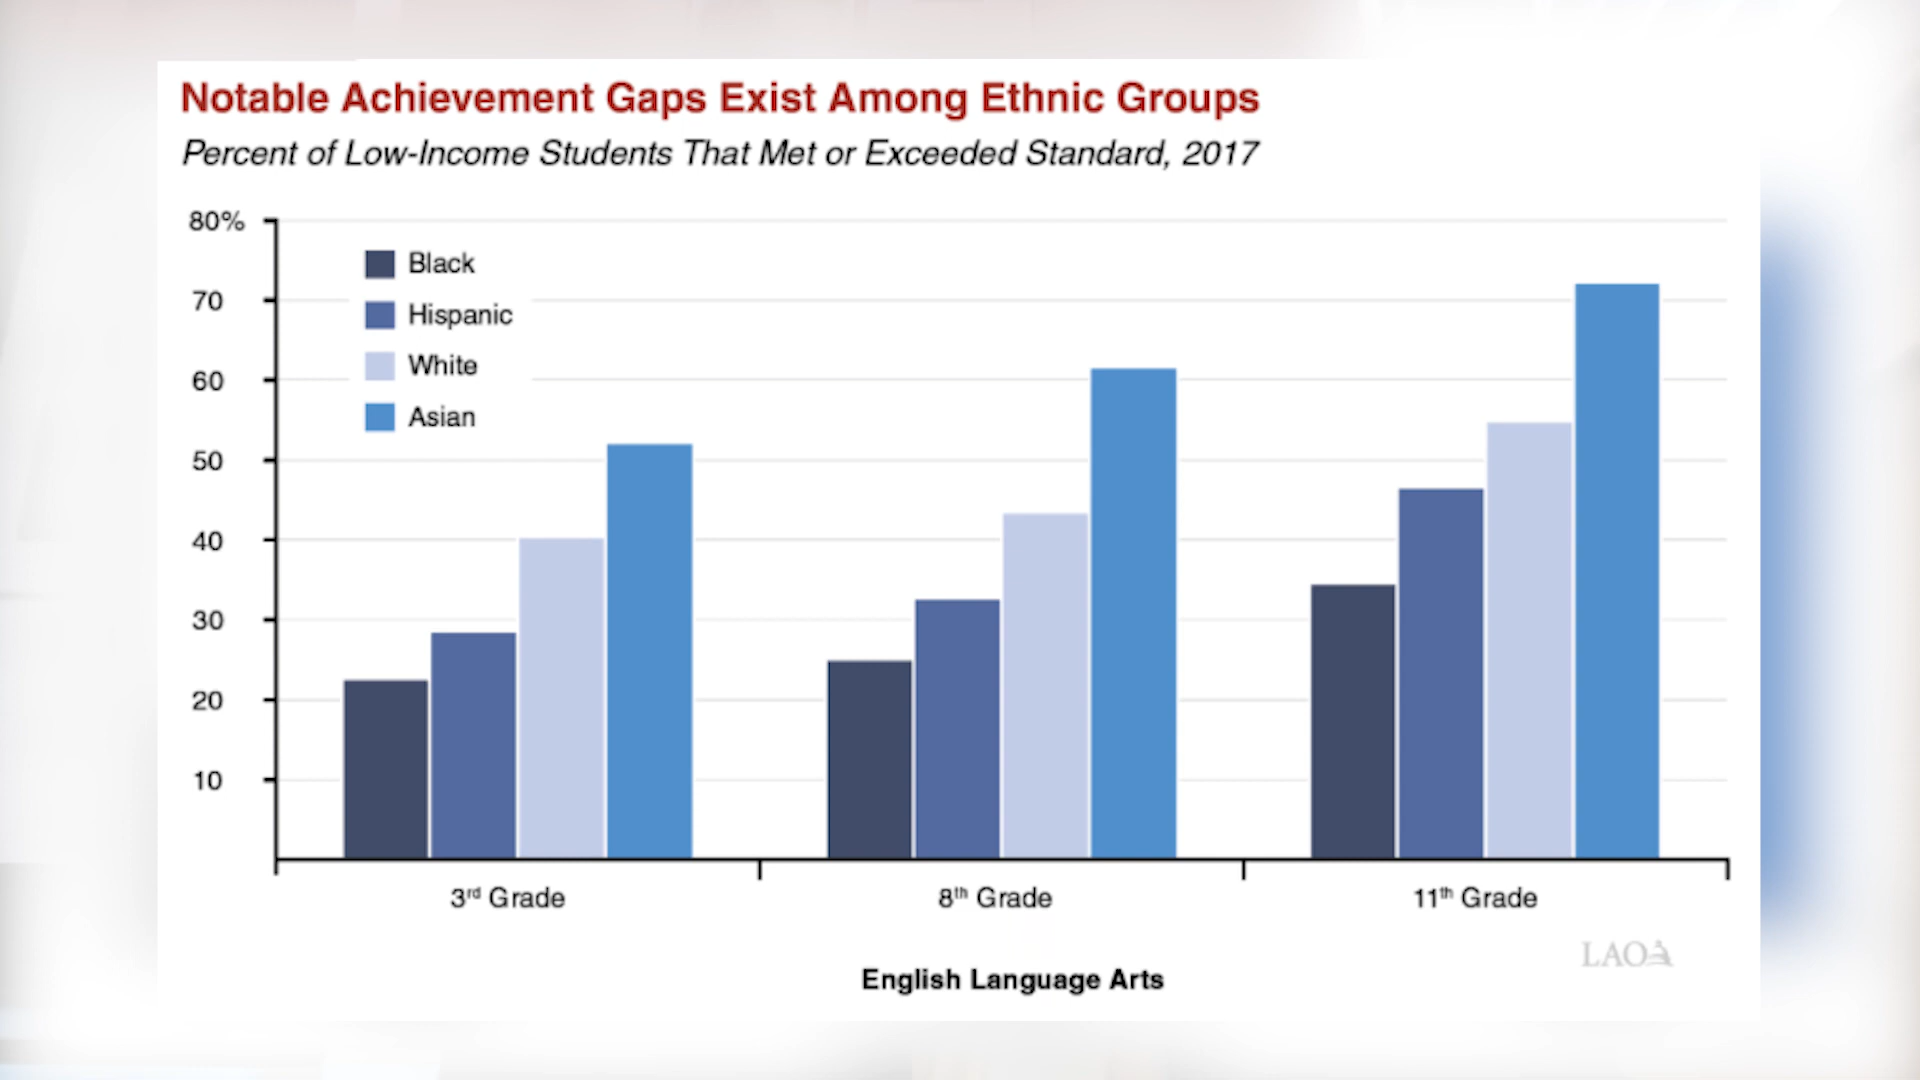 Notable Achievement Gaps Exist Among Ethnic Groups
Percent of Low-Income Students That Met or Exceeded Standard, 2017
80%
70
60
50
40
30
20
10
Black
Hispanic
White
Asian
3rd Grade
8th Grade
11th Grade
LAO
English Language Arts